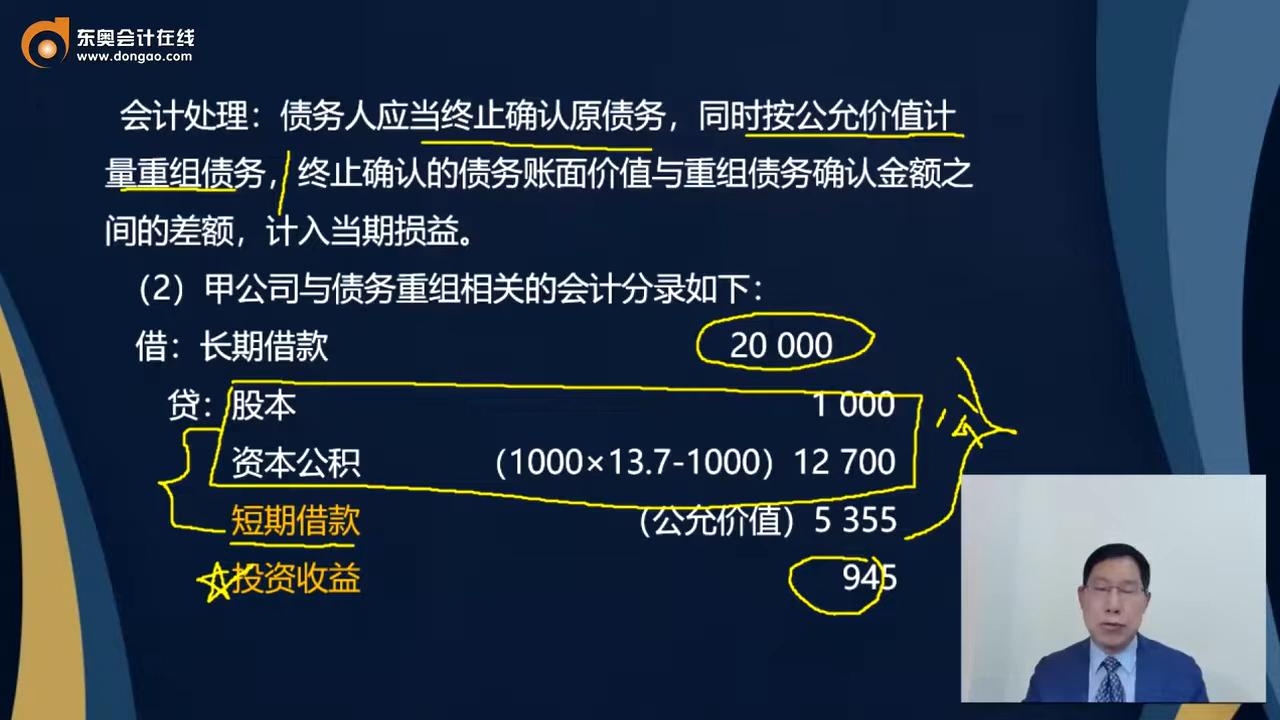 东奥会计在线
www.dongao.com
会计处理：债务人应当终止确认原债务，同时按公允价值计
量重组债务，终止确认的债务账面价值与重组债务确认金额之
间的差额，计入当期损益。
（2）甲公司与债务重组相关的会计分录如下：
借：长期借款 20 000
贷：股本 1 000
资本公积 （1000×13.7-1000）12 700
短期借款 （公允价值）5 355
投资收益 945
公